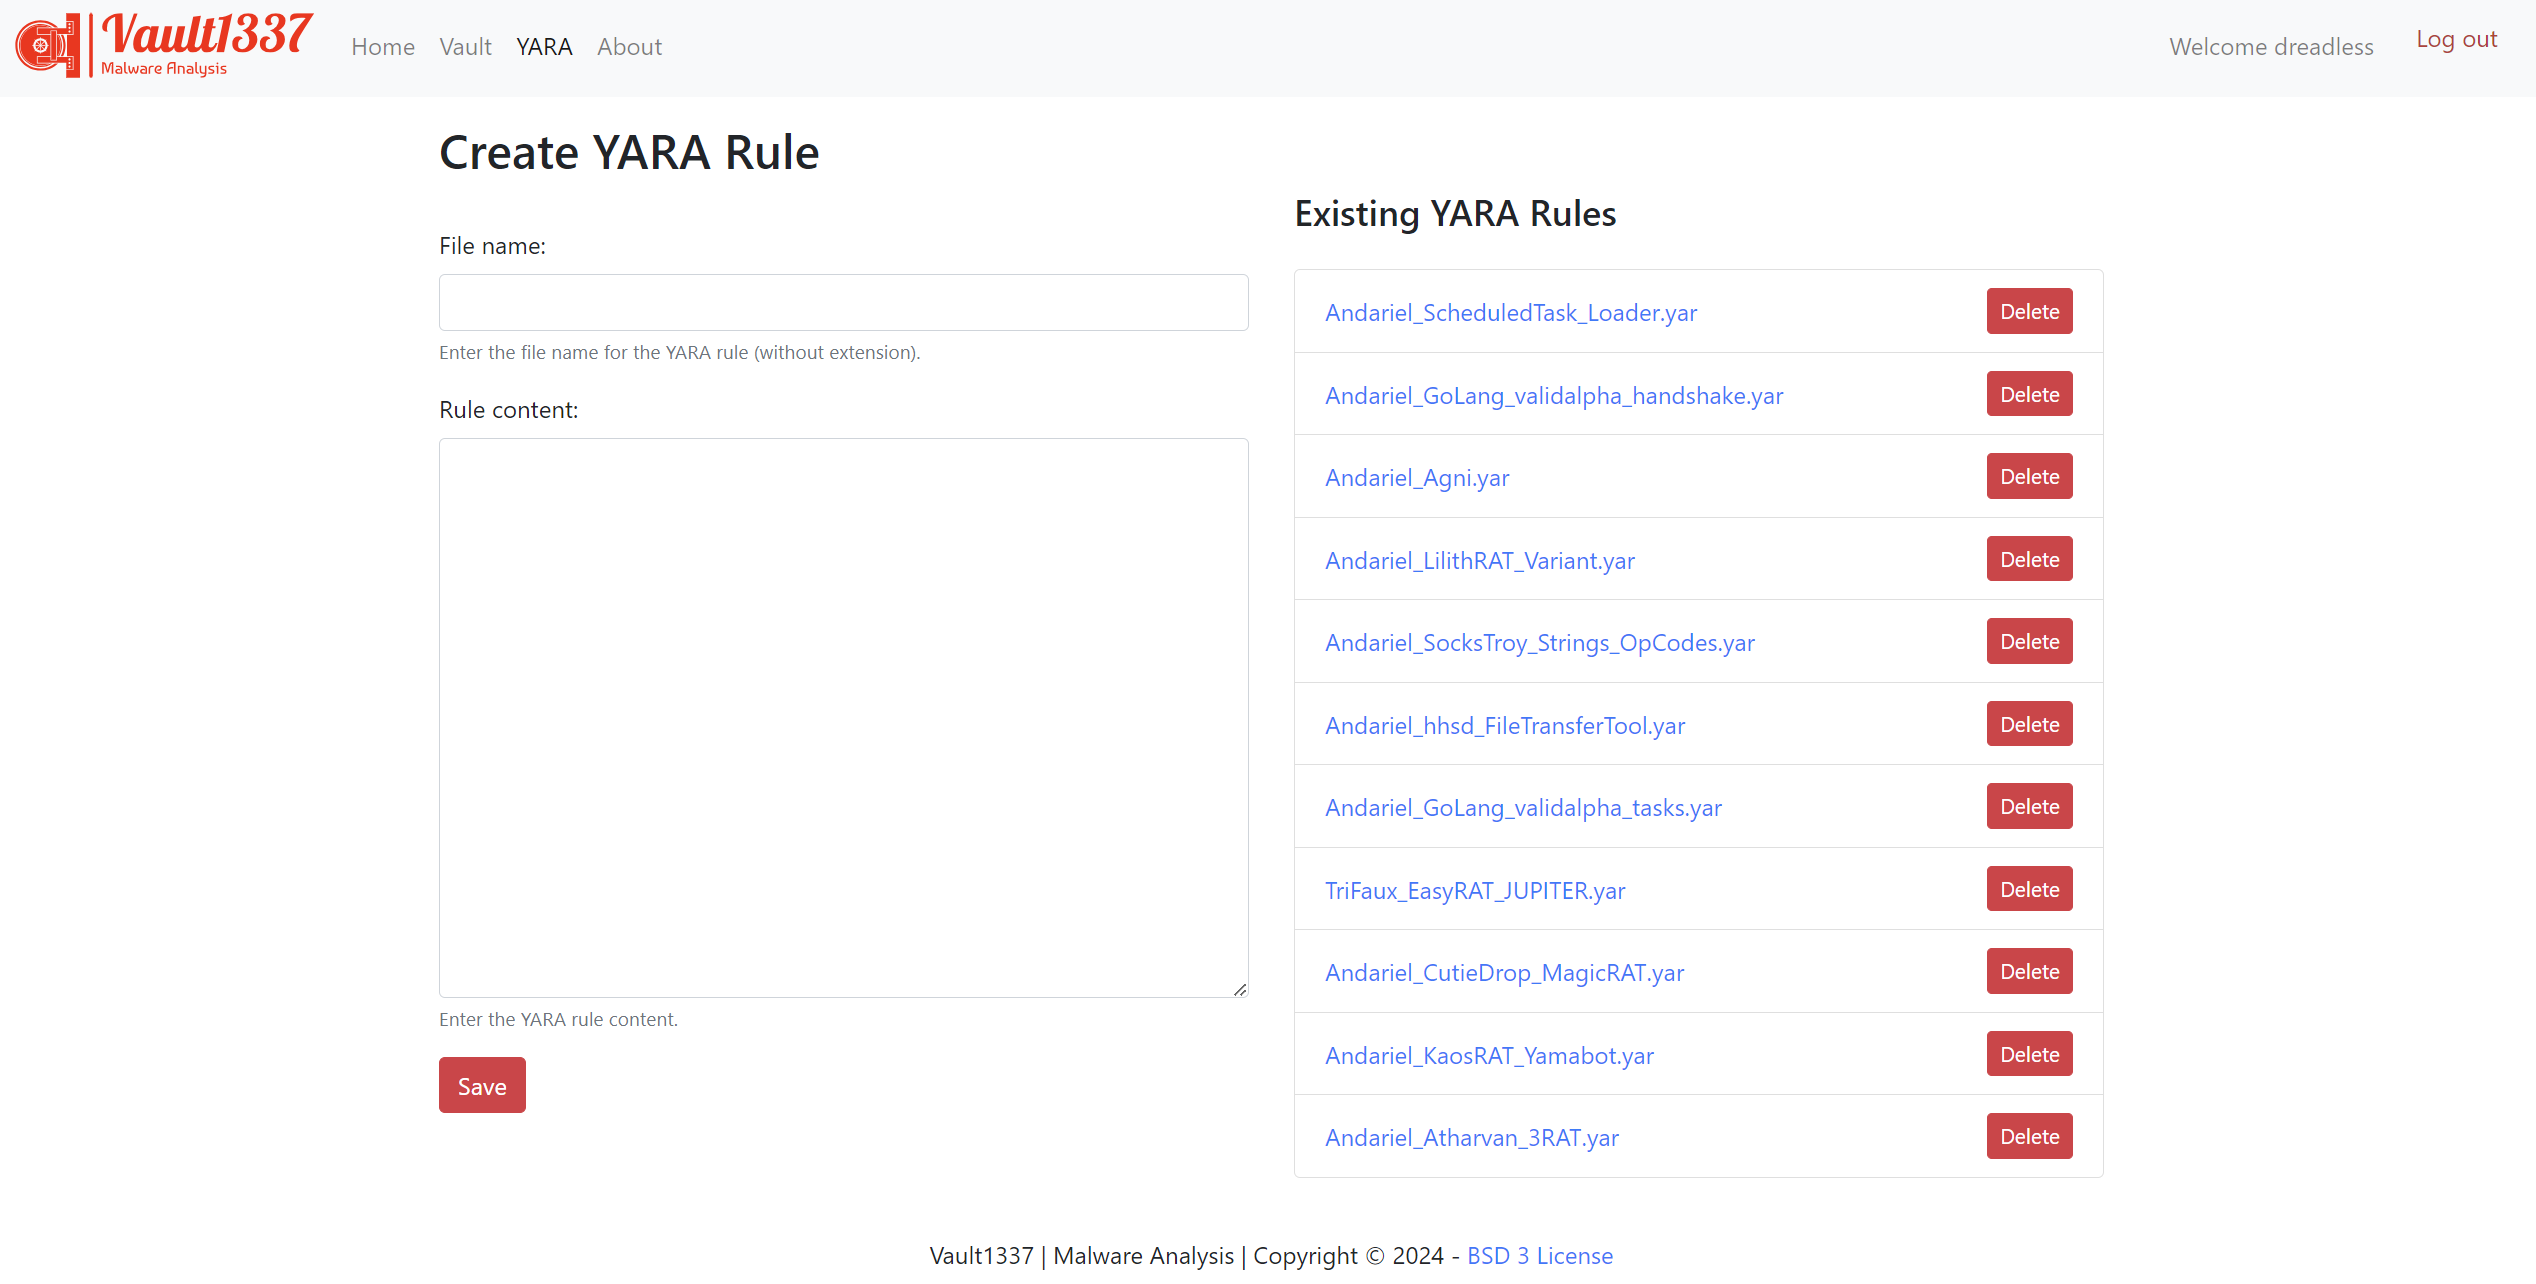 Vault1337
Malware Analysis
Home Vault YARA About
Welcome dreadless
Log out
Create YARA Rule
File name:
Enter the file name for the YARA rule (without extension).
Rule content:
Enter the YARA rule content.
Save
Existing YARA Rules
Andariel_ScheduledTask_Loader.yar Delete
Andariel_GoLang_validalpha_handshake.yar Delete
Andariel_Agni.yar Delete
Andariel_LilithRAT_Variant.yar Delete
Andariel_SocksTroy_Strings_OpCodes.yar Delete
Andariel_hhsd_FileTransferTool.yar Delete
Andariel_GoLang_validalpha_tasks.yar Delete
TriFaux_EasyRAT_JUPITER.yar Delete
Andariel_CutieDrop_MagicRAT.yar Delete
Andariel_KaosRAT_Yamabot.yar Delete
Andariel_Atharvan_3RAT.yar Delete
Vault1337 | Malware Analysis | Copyright © 2024 - BSD 3 License